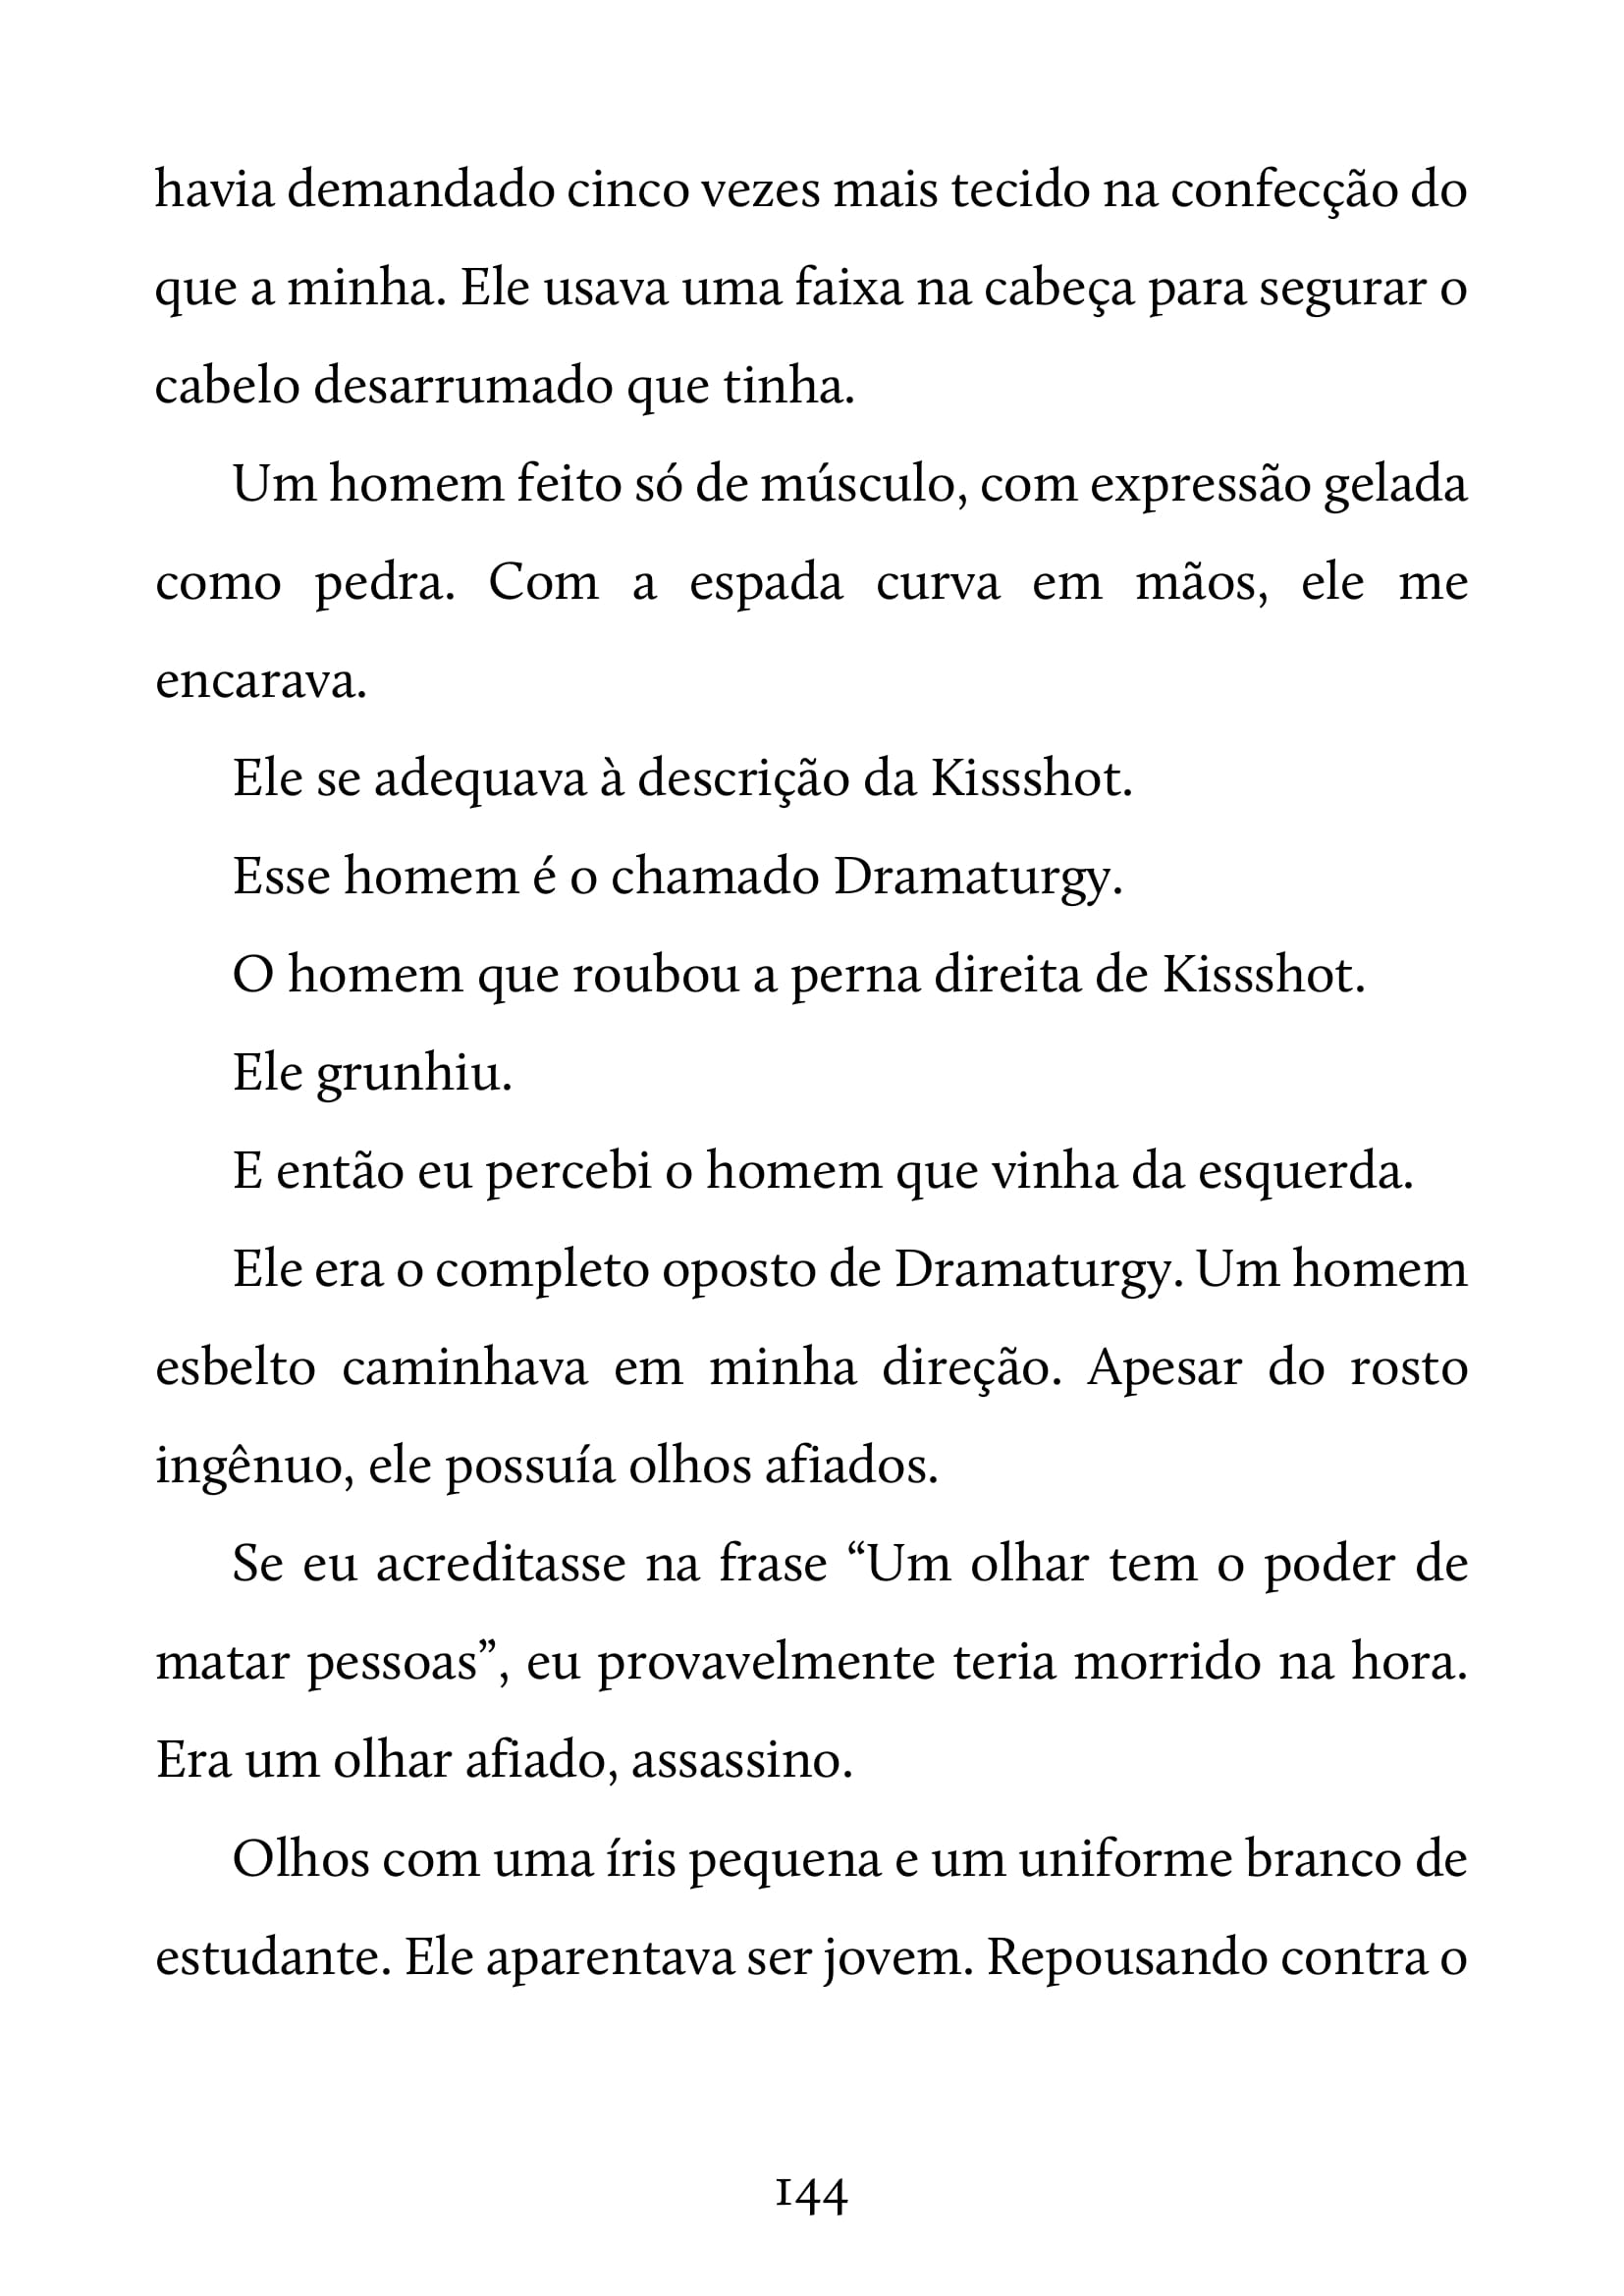 havia demandado cinco vezes mais tecido na confecção do
que a minha. Ele usava uma faixa na cabeça para segurar o
cabelo desarrumado que tinha.
Um homem feito só de músculo, com expressão gelada
como pedra. Com a espada curva em mãos, ele me
encarava.
Ele se adequava à descrição da Kissshot.
Esse homem é o chamado Dramaturgy.
O homem que roubou a perna direita de Kissshot.
Ele grunhiu.
E então eu percebi o homem que vinha da esquerda.
Ele era o completo oposto de Dramaturgy. Um homem
esbelto caminhava em minha direção. Apesar do rosto
ingênuo, ele possuía olhos afiados.
Se eu acreditasse na frase “Um olhar tem o poder de
matar pessoas”, eu provavelmente teria morrido na hora.
Era um olhar afiado, assassino.
Olhos com uma íris pequena e um uniforme branco de
estudante. Ele aparentava ser jovem. Repousando contra o
144